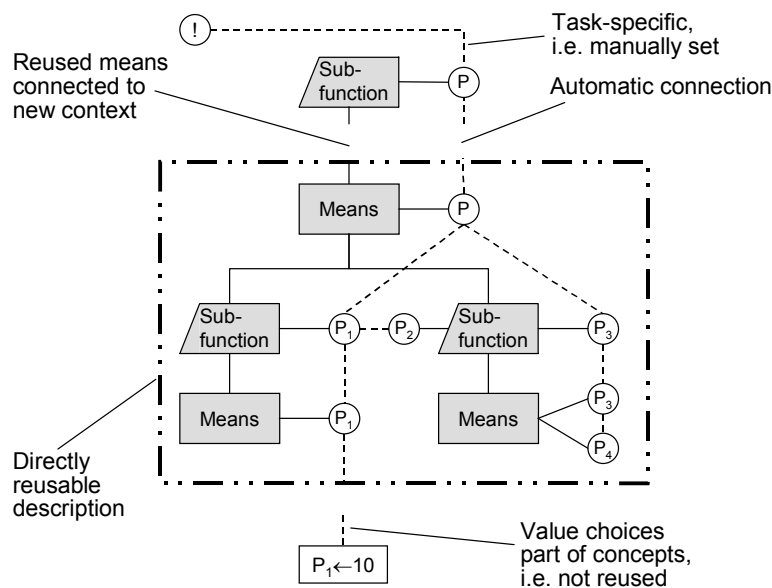 !
Task-specific,
i.e. manually set
Reused means
connected to
new context
Sub-
function
P
Automatic connection
Means
P
Sub-
function
P₁
P₂
Sub-
function
P₃
Means
P₁
Means
P₃
P₄
Directly
reusable
description
P₁←10
Value choices
part of concepts,
i.e. not reused